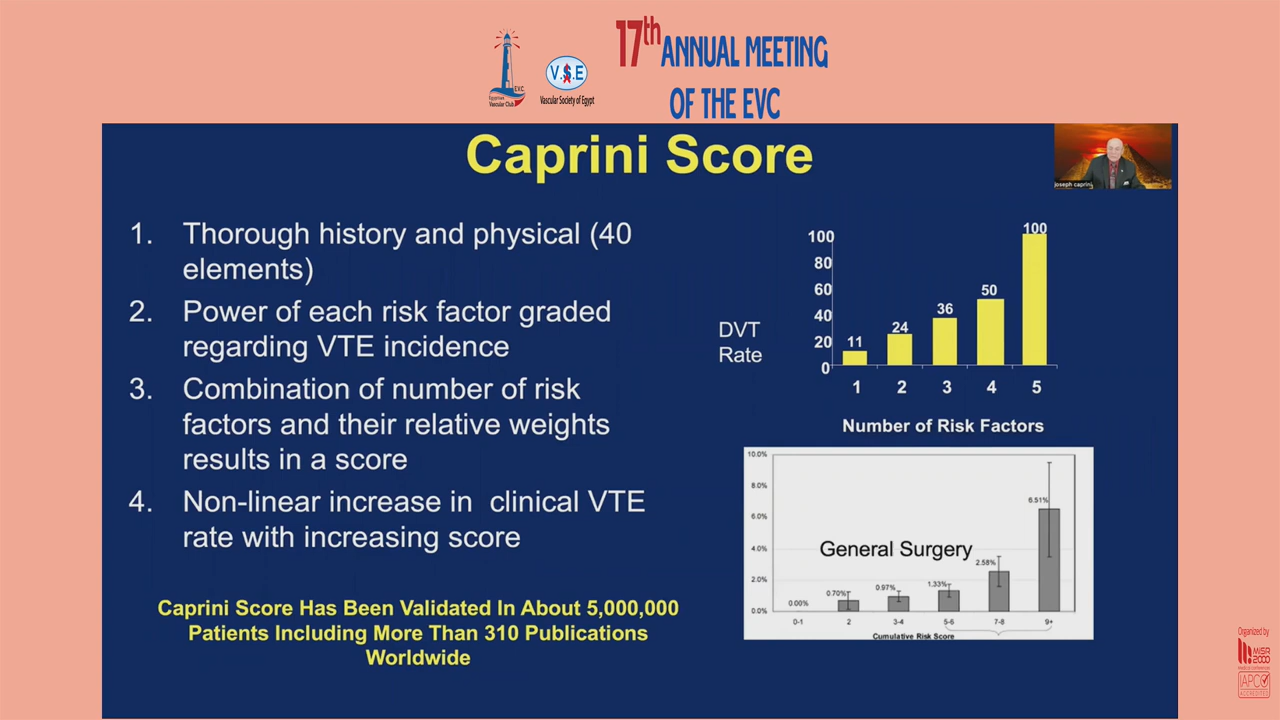 17th ANNUAL MEETING
OF THE EVC
E.V.C.
Egyptian
Vascular Club
V.S.E
Vascular Society of Egypt
Caprini Score
joseph caprini
1. Thorough history and physical (40
elements)
2. Power of each risk factor graded
regarding VTE incidence
3. Combination of number of risk
factors and their relative weights
results in a score
4. Non-linear increase in clinical VTE
rate with increasing score
Caprini Score Has Been Validated In About 5,000,000
Patients Including More Than 310 Publications
Worldwide
DVT
Rate
100
80
60
40
20
0
11
24
36
50
100
1 2 3 4 5
Number of Risk Factors
10.0%
8.0%
6.0%
4.0%
2.0%
0.0%
General Surgery
0.00%
0.70%
0.97%
1.33%
2.58%
6.51%
0-1 2 3-4 5-6 7-8 9+
Cumulative Risk Score
Organized by
MISR
2000
IAPCO
ACCREDITED